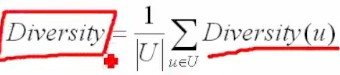 Diversity = 1/|U| ∑_{u∈U} Diversity(u)